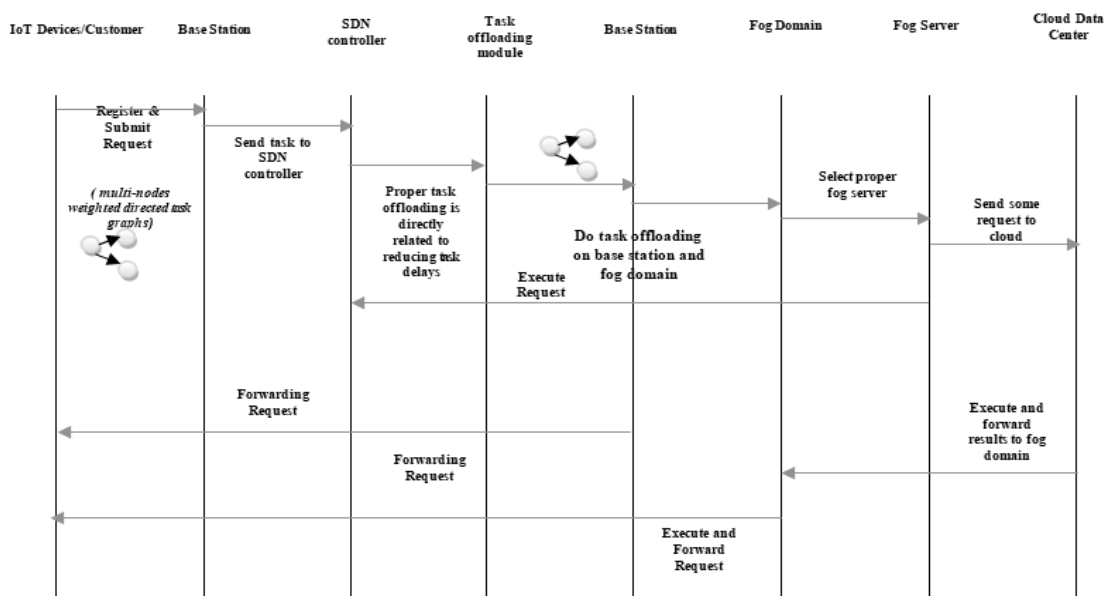 IoT Devices/Customer
Base Station
SDN
controller
Task
offloading
module
Base Station
Fog Domain
Fog Server
Cloud Data
Center
Register &
Submit
Request
( multi-nodes
weighted directed task
graphs)
Send task to
SDN
controller
Proper task
offloading is
directly
related to
reducing task
delays
Do task offloading
on base station and
fog domain
Select proper
fog server
Send some
request to
cloud
Execute
Request
Forwarding
Request
Forwarding
Request
Execute and
forward
results to fog
domain
Execute and
Forward
Request